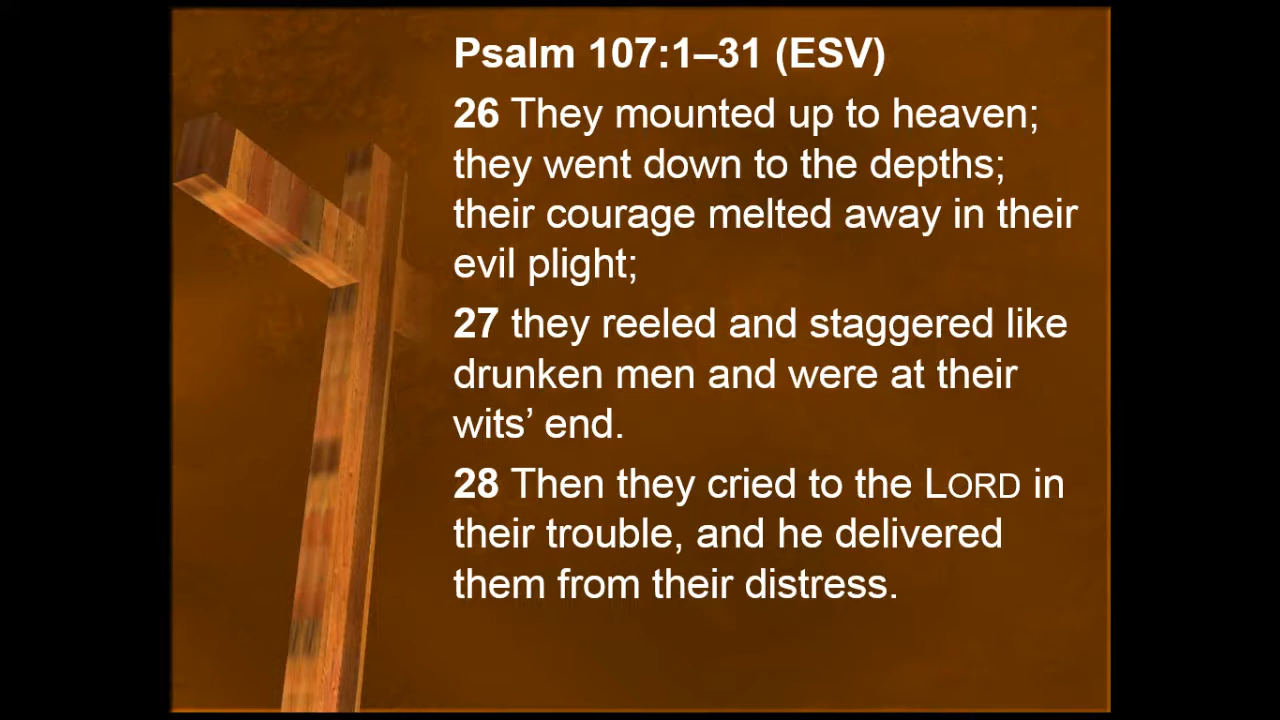 Psalm 107:1–31 (ESV)
26 They mounted up to heaven;
they went down to the depths;
their courage melted away in their
evil plight;
27 they reeled and staggered like
drunken men and were at their
wits’ end.
28 Then they cried to the LORD in
their trouble, and he delivered
them from their distress.